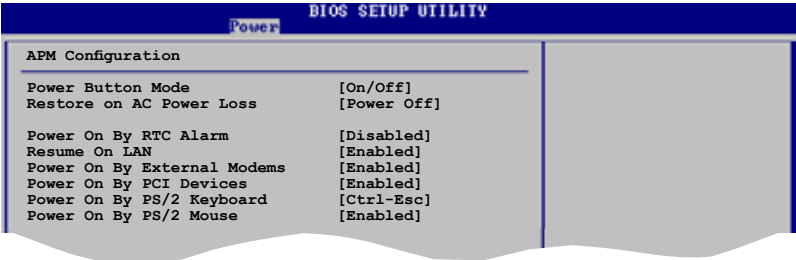 BIOS SETUP UTILITY
Power
APM Configuration
Power Button Mode [On/Off]
Restore on AC Power Loss [Power Off]
Power On By RTC Alarm [Disabled]
Resume On LAN [Enabled]
Power On By External Modems [Enabled]
Power On By PCI Devices [Enabled]
Power On By PS/2 Keyboard [Ctrl-Esc]
Power On By PS/2 Mouse [Enabled]